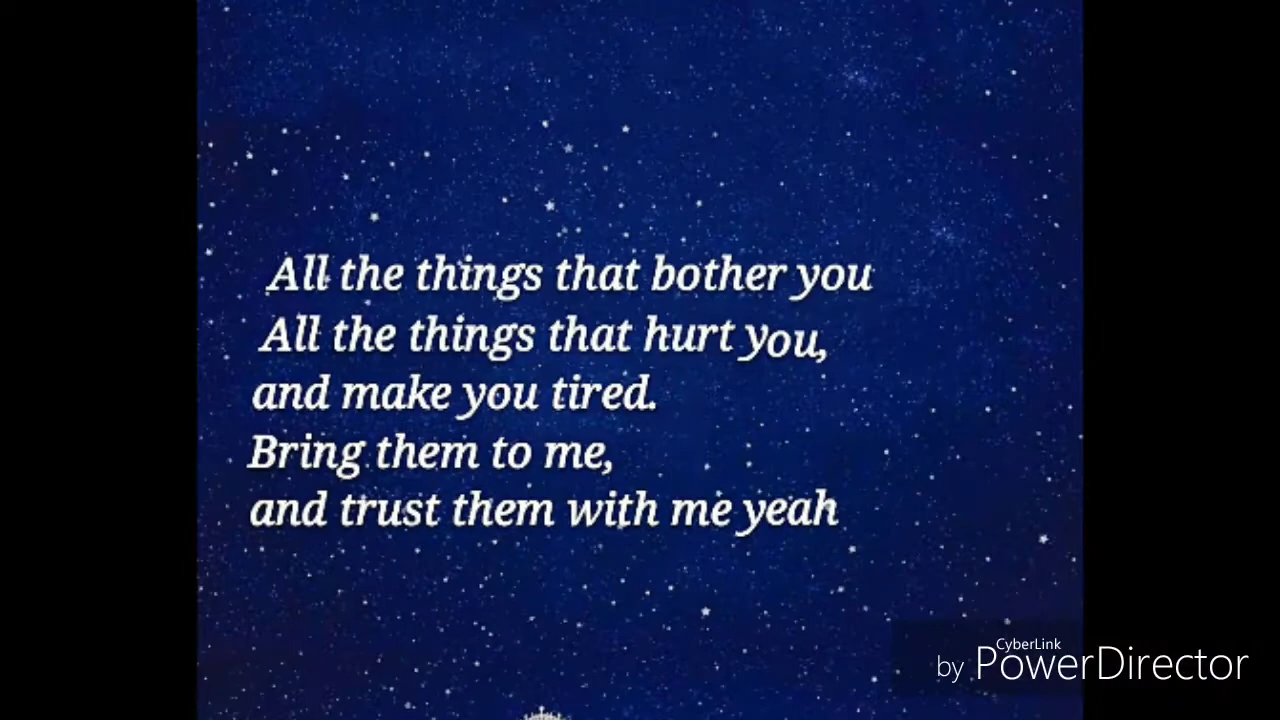 All the things that bother you
All the things that hurt you,
and make you tired.
Bring them to me,
and trust them with me yeah
CyberLink
by PowerDirector